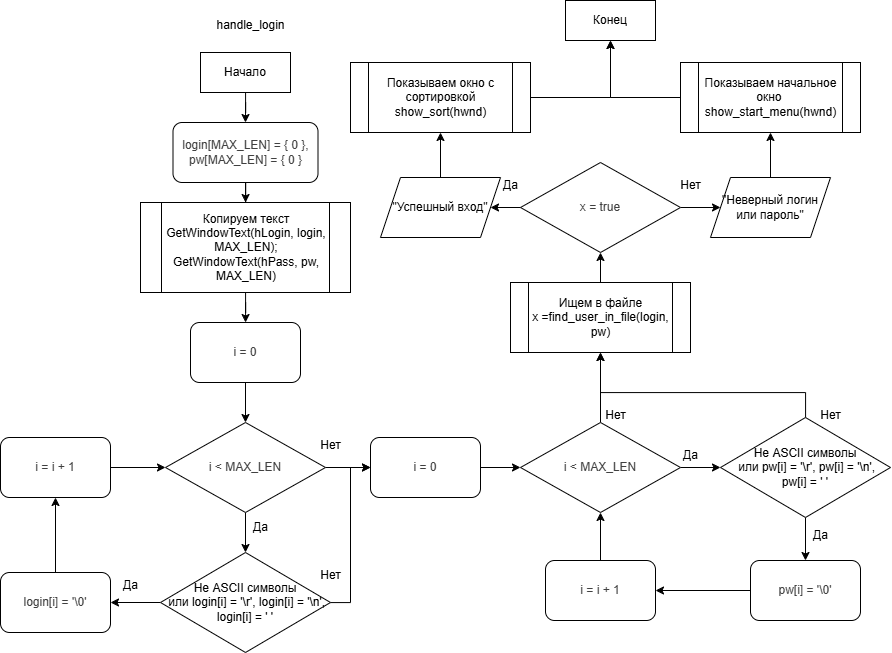 handle_login
Начало
login[MAX_LEN] = { 0 },
pw[MAX_LEN] = { 0 }
Копируем текст
GetWindowText(hLogin, login,
MAX_LEN);
GetWindowText(hPass, pw,
MAX_LEN)
i = 0
i < MAX_LEN
Нет
Да
i = i + 1
login[i] = '\0'
Да
Не ASCII символы
или login[i] = '\r', login[i] = '\n',
login[i] = ' '
Нет
i = 0
i < MAX_LEN
Нет
Да
Не ASCII символы
или pw[i] = '\r', pw[i] = '\n',
pw[i] = ' '
Нет
Да
pw[i] = '\0'
i = i + 1
Ищем в файле
x =find_user_in_file(login,
pw)
x = true
Да
Нет
"Успешный вход"
"Неверный логин
или пароль"
Показываем окно с
сортировкой
show_sort(hwnd)
Показываем начальное
окно
show_start_menu(hwnd)
Конец